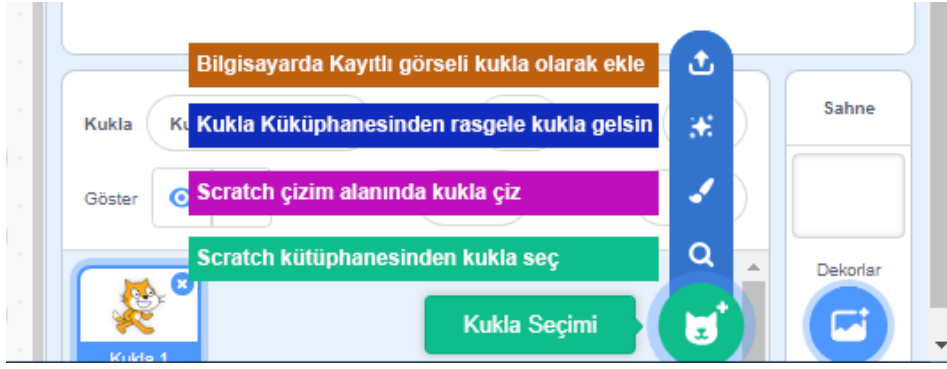 Bilgisayarda Kayıtlı görseli kukla olarak ekle
Kukla
Kukla Küküphanesinden rasgele kukla gelsin
Sahne
Göster
Scratch çizim alanında kukla çiz
Scratch kütüphanesinden kukla seç
Dekorlar
Kukla Seçimi
Kukla 1